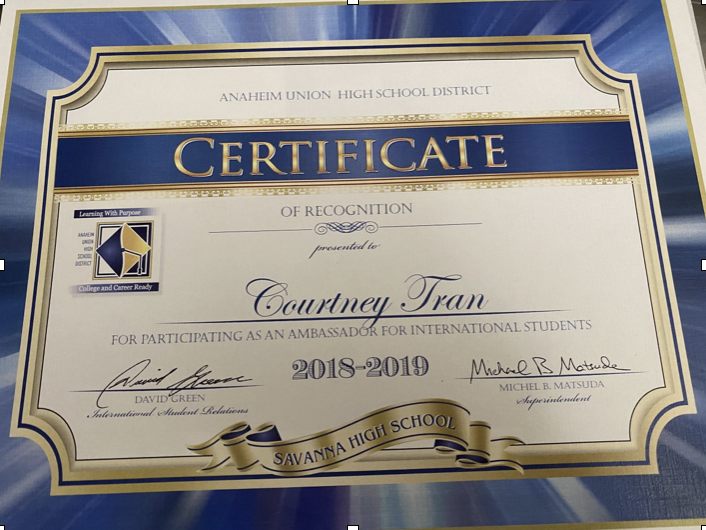 ANAHEIM UNION HIGH SCHOOL DISTRICT
CERTIFICATE
OF RECOGNITION
presented to
Learning With Purpose
ANAHEIM
UNION
HIGH
SCHOOL
DISTRICT
College and Career Ready
Courtney Tran
FOR PARTICIPATING AS AN AMBASSADOR FOR INTERNATIONAL STUDENTS
2018-2019
David Green
DAVID GREEN
International Student Relations
Michael B Matsuda
MICHEL B. MATSUDA
Superintendent
SAVANNA HIGH SCHOOL